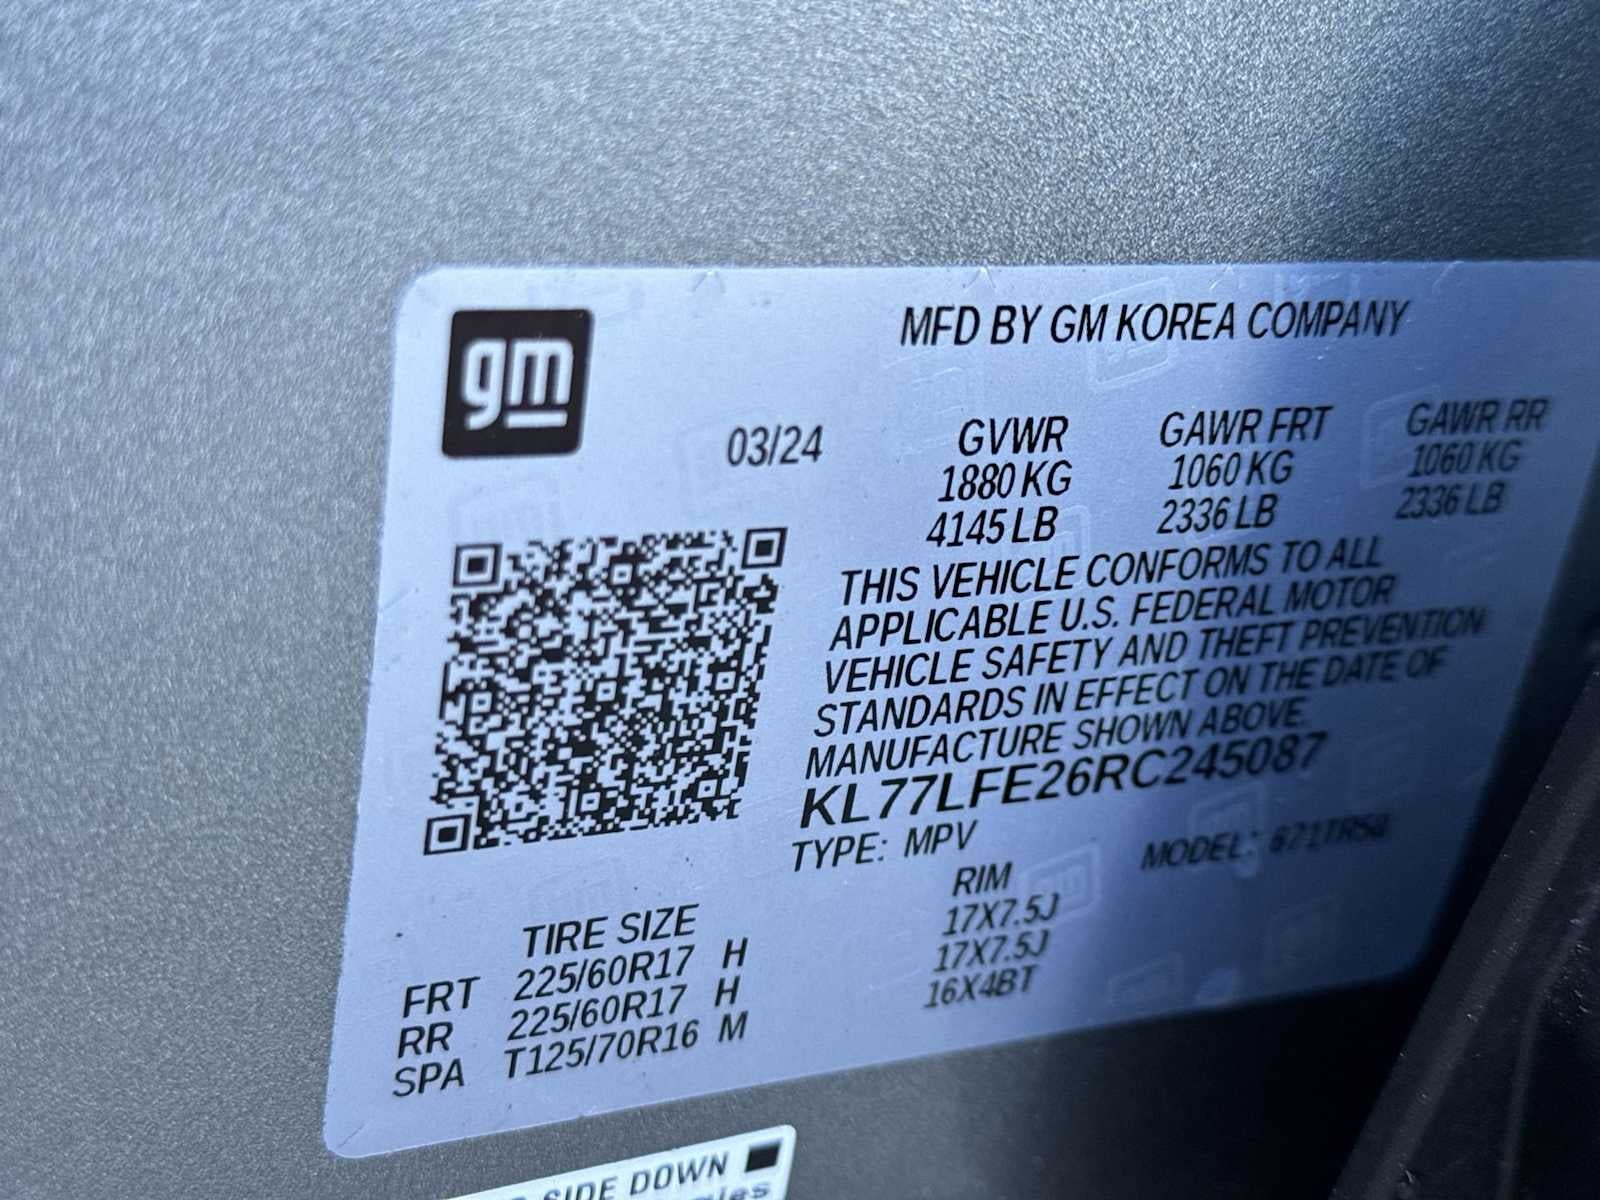 gm
MFD BY GM KOREA COMPANY
03/24
GVWR GAWR FRT GAWR RR
1880 KG 1060 KG 1060 KG
4145 LB 2336 LB 2336 LB
THIS VEHICLE CONFORMS TO ALL
APPLICABLE U.S. FEDERAL MOTOR
VEHICLE SAFETY AND THEFT PREVENTION
STANDARDS IN EFFECT ON THE DATE OF
MANUFACTURE SHOWN ABOVE.
KL77LFE26RC245087
TYPE: MPV MODEL:
TIRE SIZE RIM
FRT 225/60R17 H 17X7.5J
RR 225/60R17 H 17X7.5J
SPA T125/70R16 M 16X4BT
SIDE DOWN